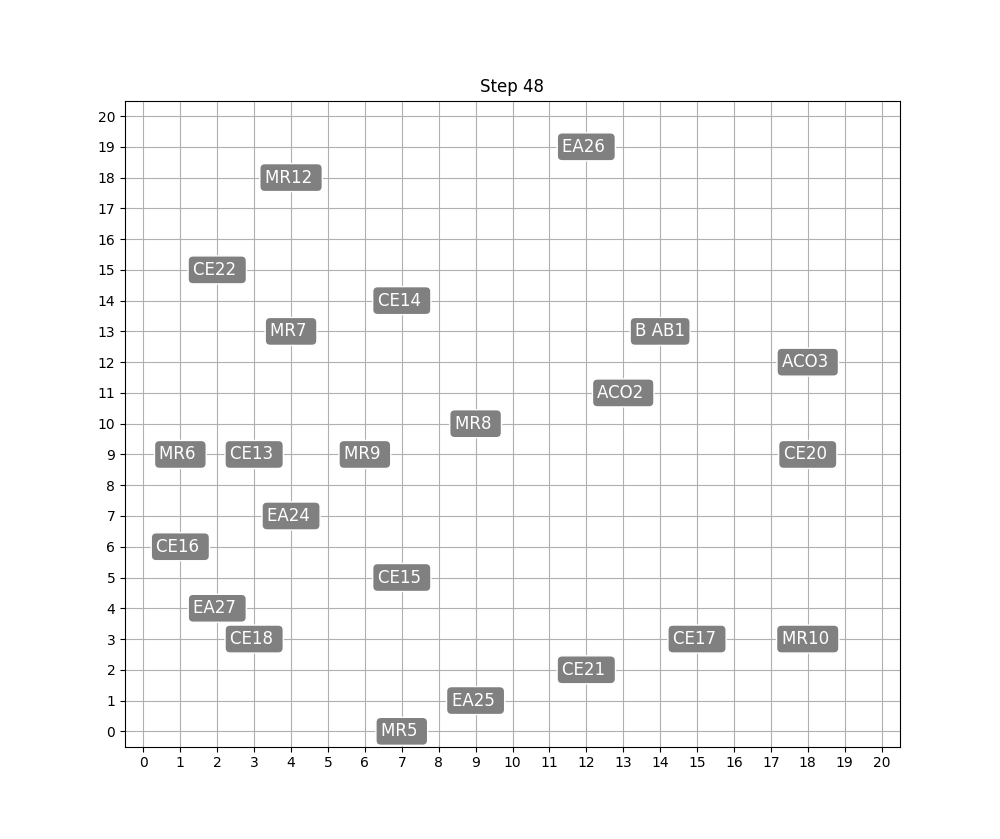 Step 48
20
19
EA26
18
MR12
17
16
15
CE22
14
CE14
13
MR7
B AB1
12
ACO3
11
ACO2
10
MR8
9
MR6 CE13 MR9 CE20
8
7
EA24
6
CE16
5
CE15
4
EA27
3
CE18 CE17 MR10
2
CE21
1
EA25
0
MR5
0 1 2 3 4 5 6 7 8 9 10 11 12 13 14 15 16 17 18 19 20